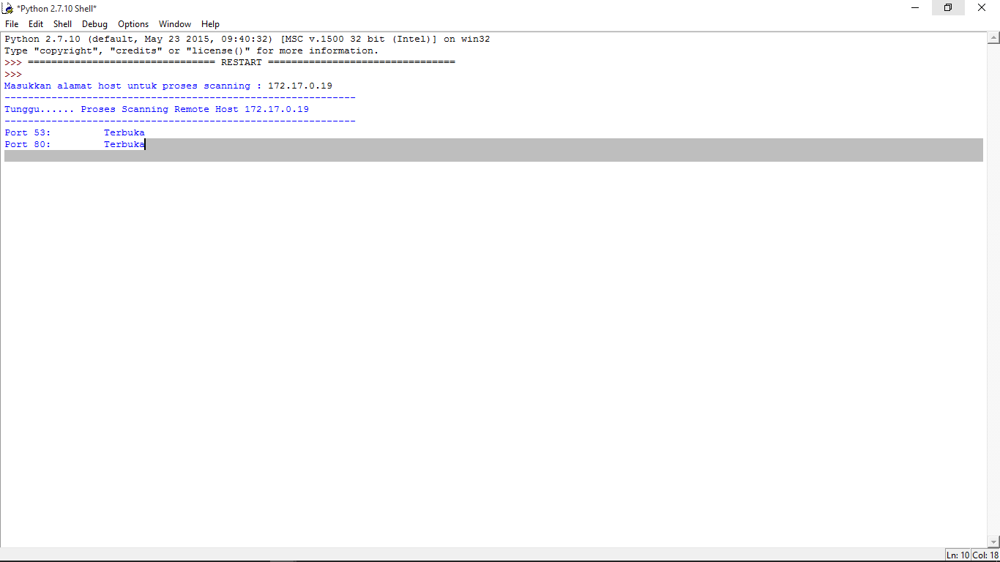 *Python 2.7.10 Shell*
File Edit Shell Debug Options Window Help
Python 2.7.10 (default, May 23 2015, 09:40:32) [MSC v.1500 32 bit (Intel)] on win32
Type "copyright", "credits" or "license()" for more information.
>>> ================================ RESTART ================================
>>>
Masukkan alamat host untuk proses scanning : 172.17.0.19
------------------------------------------------------------
Tunggu...... Proses Scanning Remote Host 172.17.0.19
------------------------------------------------------------
Port 53: Terbuka
Port 80: Terbuka
Ln: 10 Col: 18